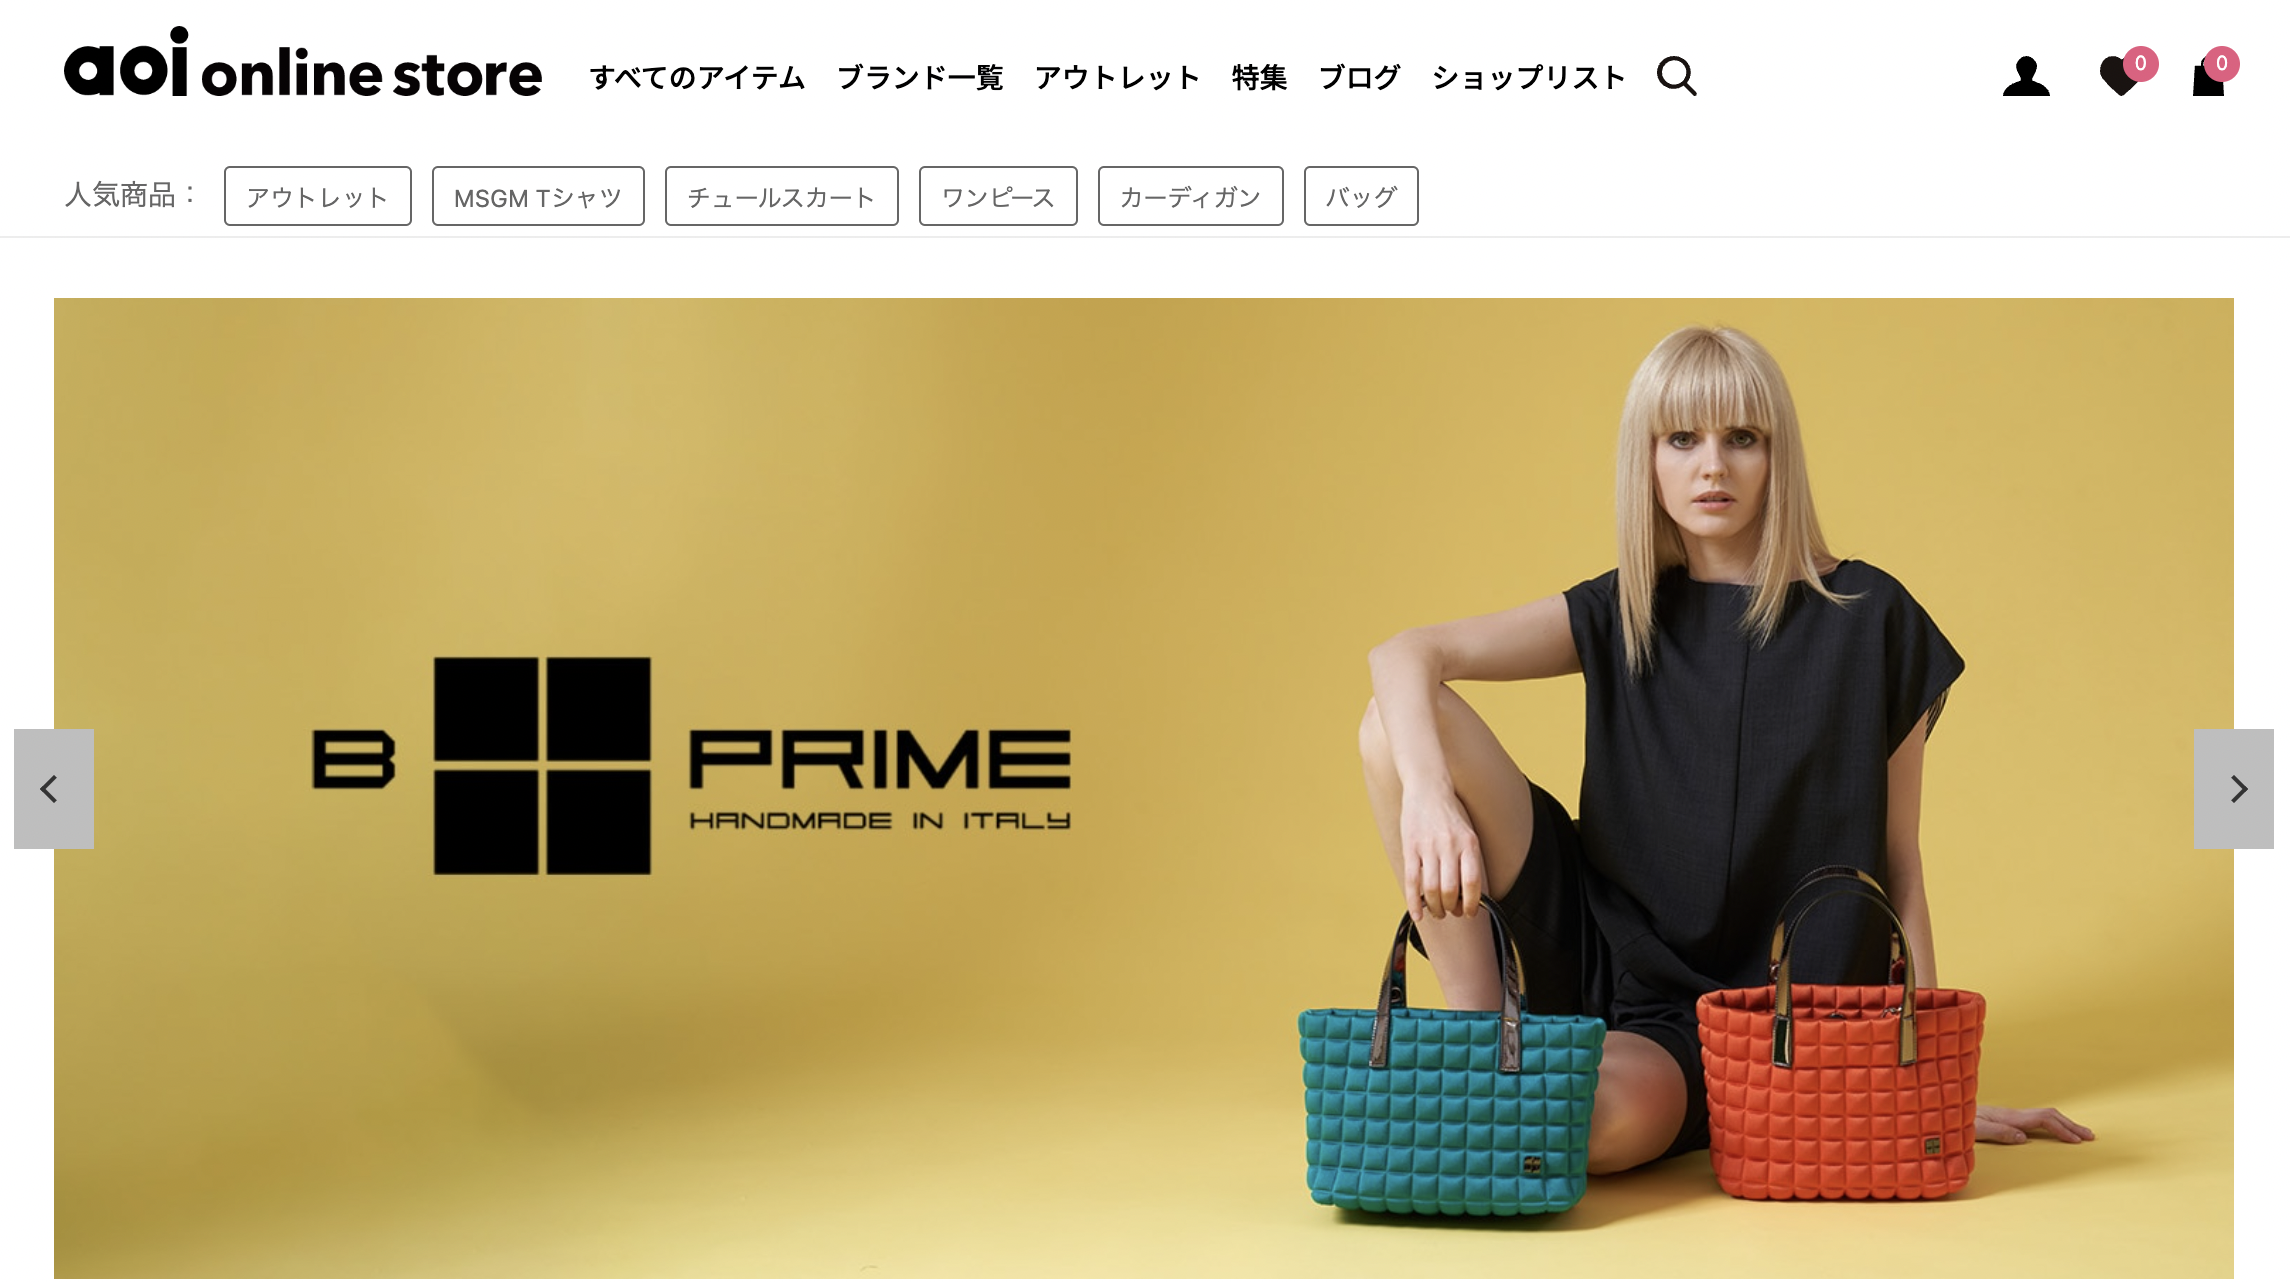 aoi online store すべてのアイテム ブランド一覧 アウトレット 特集 ブログ ショップリスト 0 0
人気商品： アウトレット MSGM Tシャツ チュールスカート ワンピース カーディガン バッグ
B PRIME
HANDMADE IN ITALY